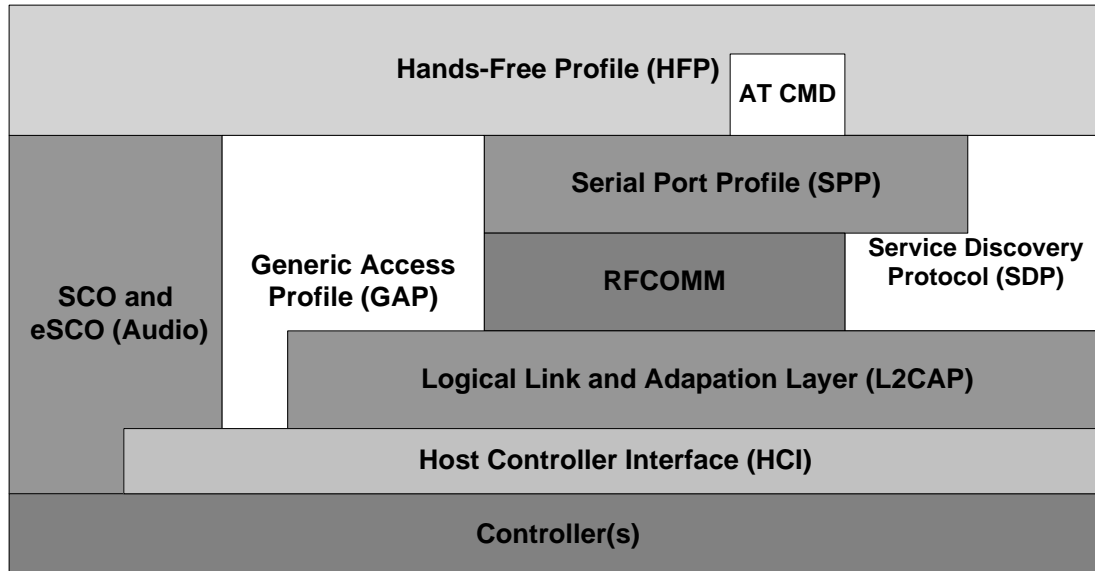 Hands-Free Profile (HFP)
AT CMD
Serial Port Profile (SPP)
Generic Access
Profile (GAP)
RFCOMM
Service Discovery
Protocol (SDP)
SCO and
eSCO (Audio)
Logical Link and Adapation Layer (L2CAP)
Host Controller Interface (HCI)
Controller(s)